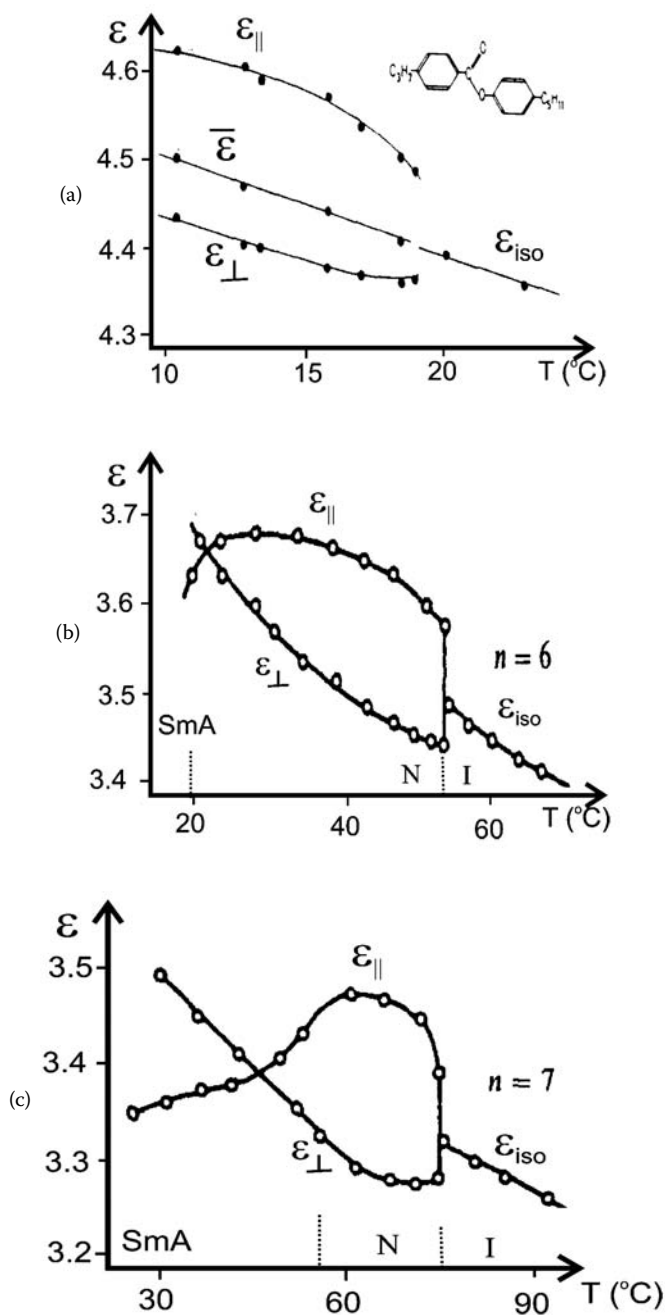 (a)
ε
ε||
4.6
4.5
4.4
4.3
ε̅
ε⊥
εiso
10
15
20
T (°C)
C3H7
C
O
C5H11
(b)
ε
3.7
3.6
3.5
3.4
ε||
ε⊥
n = 6
εiso
SmA
N
I
20
40
60
T (°C)
(c)
ε
3.5
3.4
3.3
3.2
ε||
ε⊥
n = 7
εiso
SmA
N
I
30
60
90
T (°C)